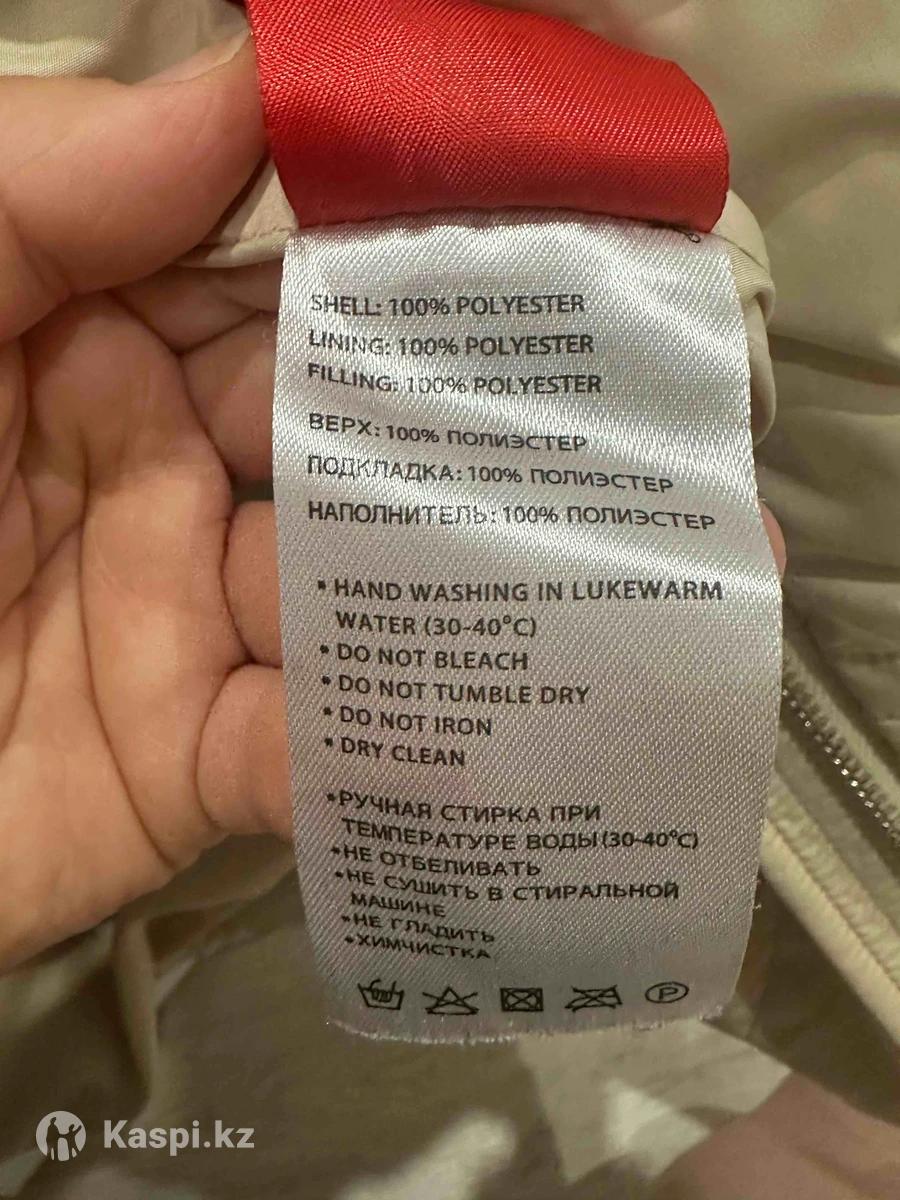 SHELL: 100% POLYESTER
LINING: 100% POLYESTER
FILLING: 100% POLYESTER
ВЕРХ: 100% ПОЛИЭСТЕР
ПОДКЛАДКА: 100% ПОЛИЭСТЕР
НАПОЛНИТЕЛЬ: 100% ПОЛИЭСТЕР
• HAND WASHING IN LUKEWARM
WATER (30-40°C)
• DO NOT BLEACH
• DO NOT TUMBLE DRY
• DO NOT IRON
• DRY CLEAN
• РУЧНАЯ СТИРКА ПРИ
ТЕМПЕРАТУРЕ ВОДЫ (30-40°C)
• НЕ ОТБЕЛИВАТЬ
• НЕ СУШИТЬ В СТИРАЛЬНОЙ
МАШИНЕ
• НЕ ГЛАДИТЬ
• ХИМЧИСТКА
P
Kaspi.kz